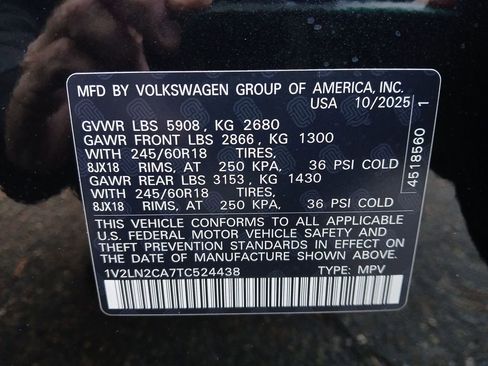 MFD BY VOLKSWAGEN GROUP OF AMERICA, INC.
USA 10/2025
GVWR LBS 5908, KG 2680
GAWR FRONT LBS 2866, KG 1300
WITH 245/60R18 TIRES,
8JX18 RIMS, AT 250 KPA, 36 PSI COLD
GAWR REAR LBS 3153, KG 1430
WITH 245/60R18 TIRES,
8JX18 RIMS, AT 250 KPA, 36 PSI COLD
THIS VEHICLE CONFORMS TO ALL APPLICABLE
U.S. FEDERAL MOTOR VEHICLE SAFETY AND
THEFT PREVENTION STANDARDS IN EFFECT ON
THE DATE OF MANUFACTURE SHOWN ABOVE.
1V2LN2CA7TC524438 TYPE: MPV
4518560 1